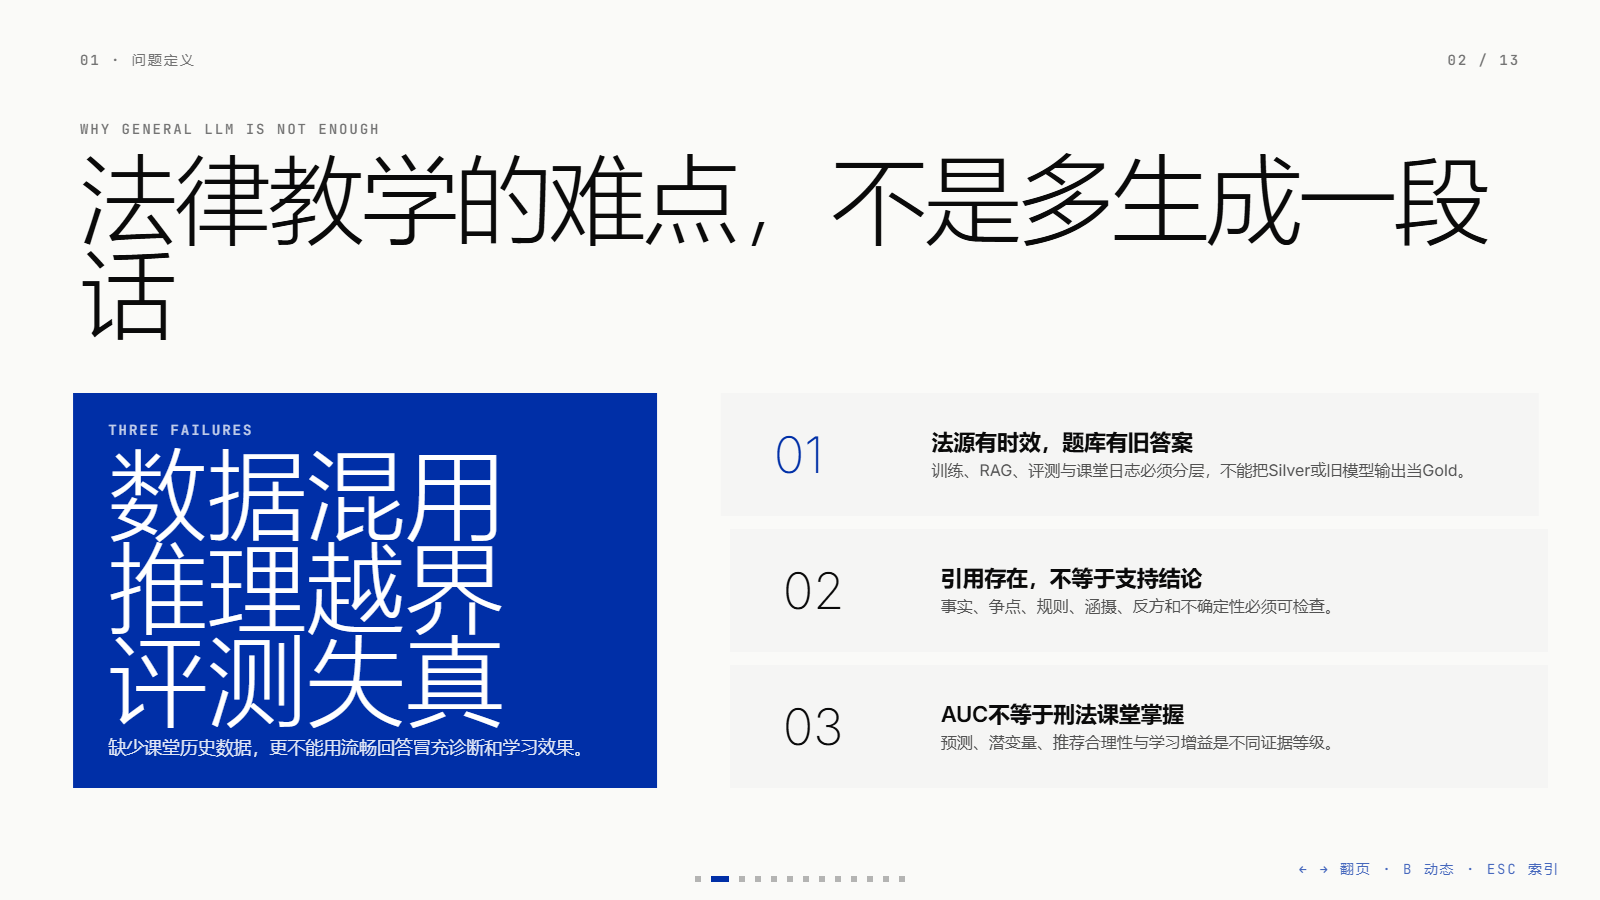 01 · 问题定义
02 / 13
WHY GENERAL LLM IS NOT ENOUGH
法律教学的难点，不是多生成一段
话
THREE FAILURES
数据混用
推理越界
评测失真
缺少课堂历史数据，更不能用流畅回答冒充诊断和学习效果。
01
法源有时效，题库有旧答案
训练、RAG、评测与课堂日志必须分层，不能把Silver或旧模型输出当Gold。
02
引用存在，不等于支持结论
事实、争点、规则、涵摄、反方和不确定性必须可检查。
03
AUC不等于刑法课堂掌握
预测、潜变量、推荐合理性与学习增益是不同证据等级。
← → 翻页 · B 动态 · ESC 索引